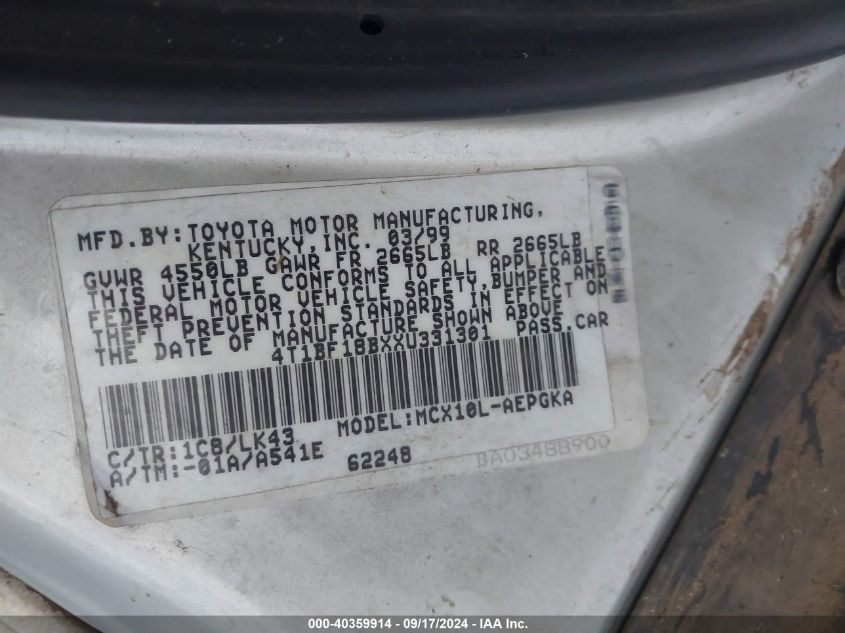 MFD.BY:TOYOTA MOTOR MANUFACTURING,
KENTUCKY,INC. 03/99
GVWR 4550LB GAWR FR 2665LB RR 2665LB
THIS VEHICLE CONFORMS TO ALL APPLICABLE
FEDERAL MOTOR VEHICLE SAFETY,BUMPER AND
THEFT PREVENTION STANDARDS IN EFFECT ON
THE DATE OF MANUFACTURE SHOWN ABOVE
4T1BF18BXXU331301 PASS.CAR
C/TR:1C8/LK43 MODEL:MCX10L-AEPGKA
A/TM:-01A/A541E 62248 BA03488900
000-40359914 - 09/17/2024 - IAAI.com